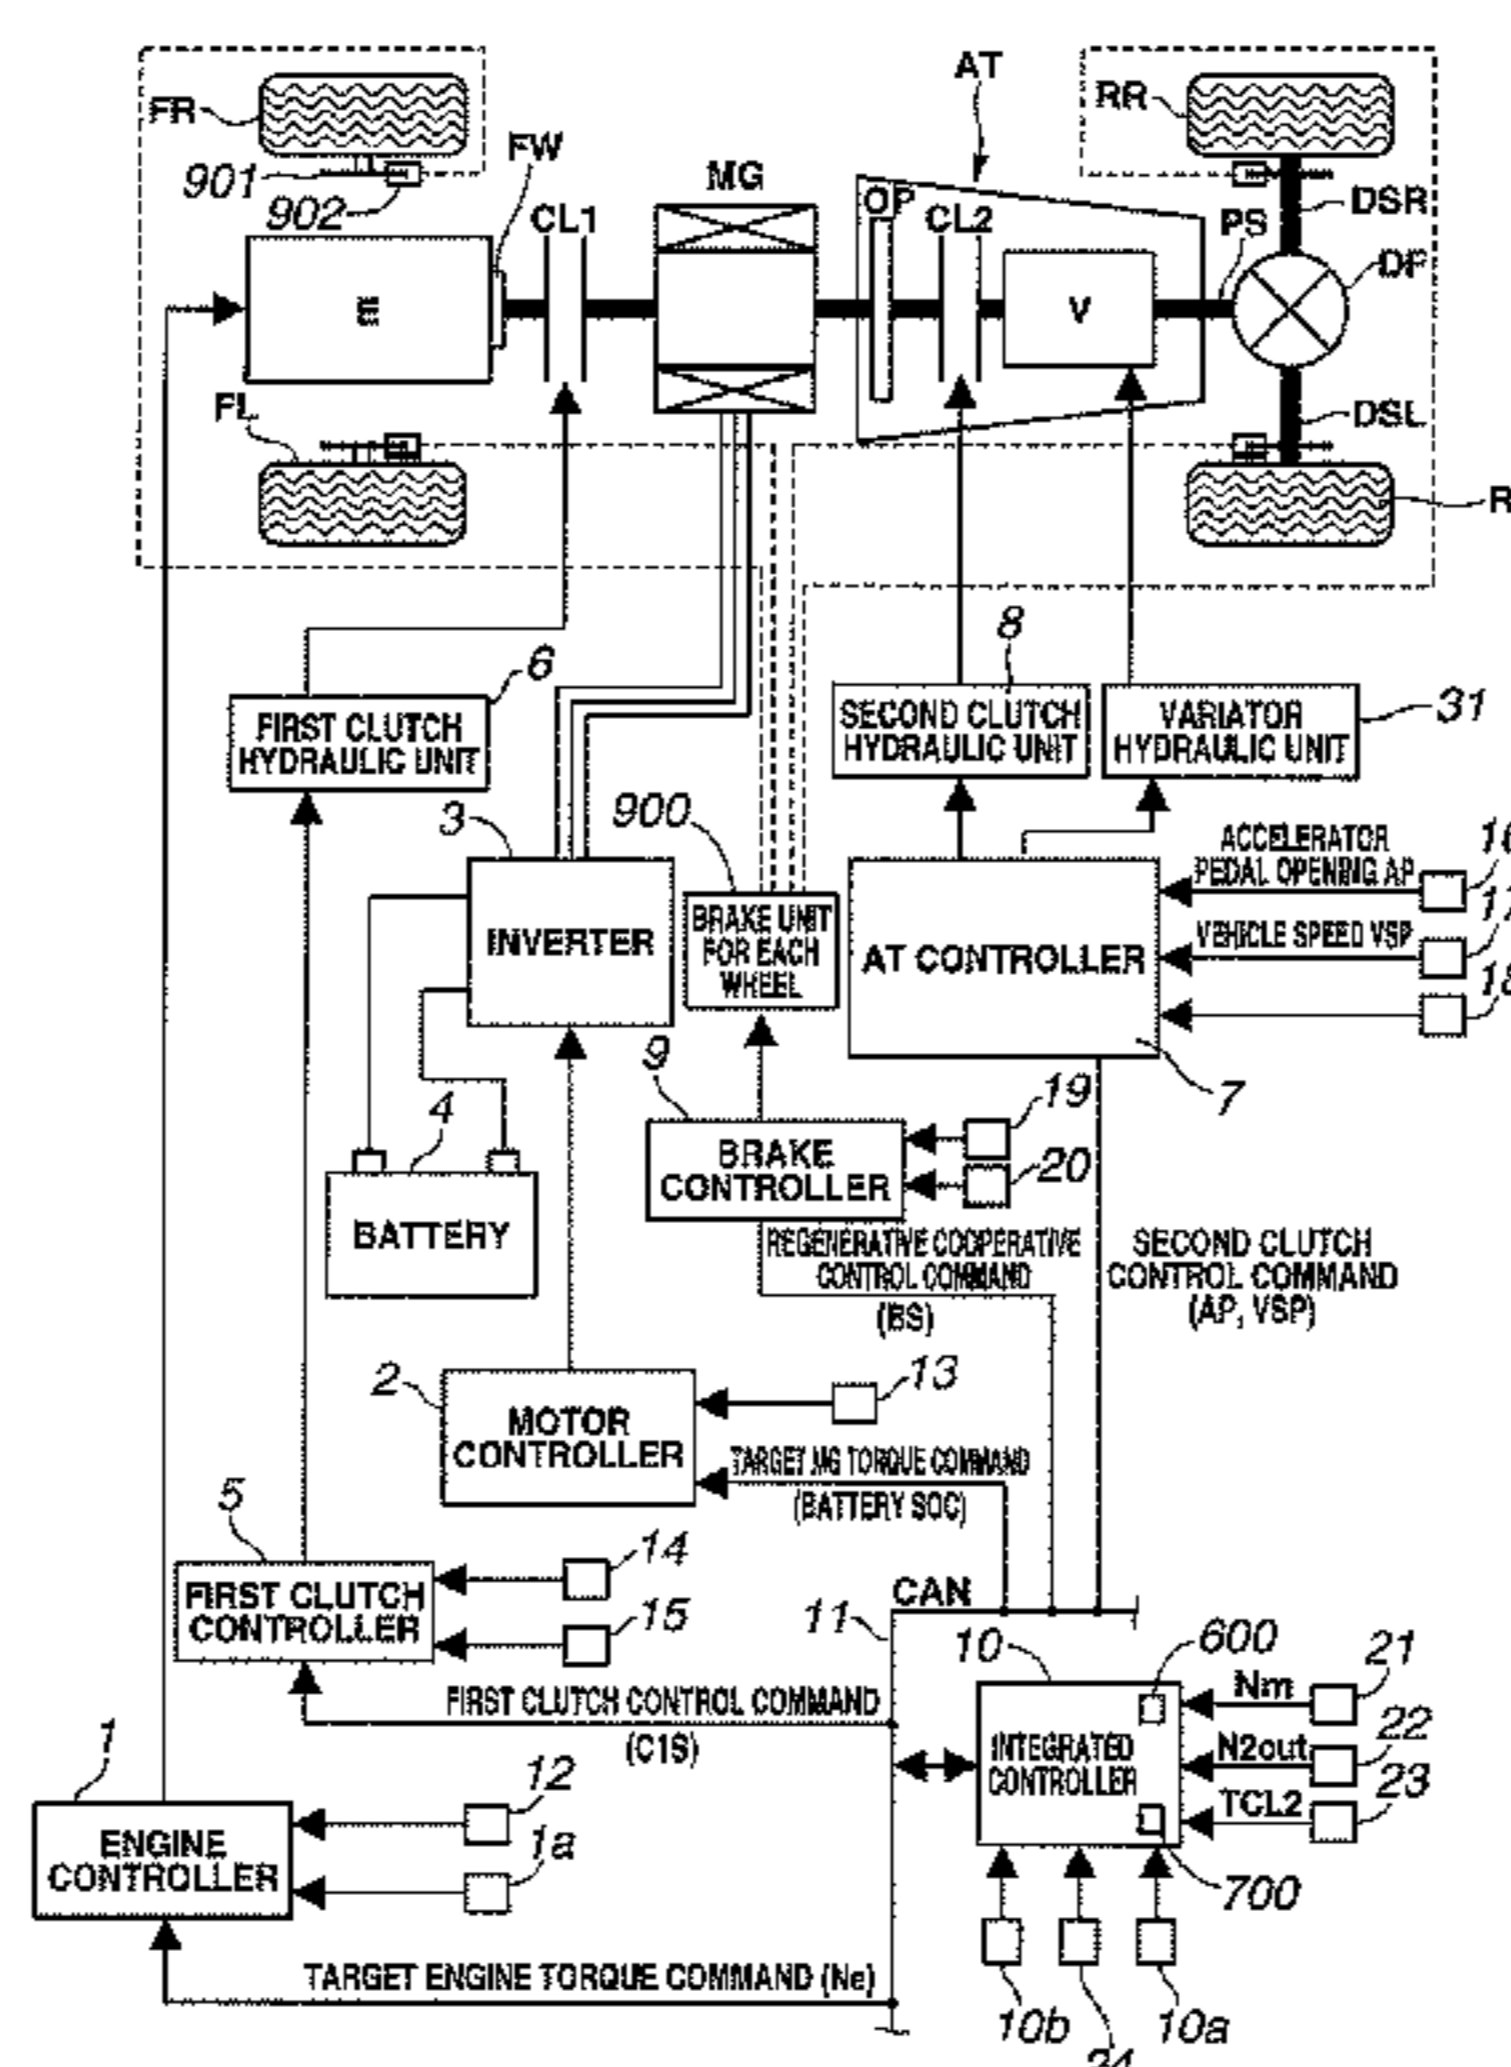 AT
FR
RR
FW
901
902
MG
OP
CL1
CL2
DSR
PS
DF
E
V
FL
DSL
8
6
FIRST CLUTCH
HYDRAULIC UNIT
SECOND CLUTCH
HYDRAULIC UNIT
VARIATOR
HYDRAULIC UNIT
31
3
900
ACCELERATOR
PEDAL OPENING AP
INVERTER
BRAKE UNIT
FOR EACH
WHEEL
AT CONTROLLER
VEHICLE SPEED VSP
7
9
19
20
4
BATTERY
BRAKE
CONTROLLER
REGENERATIVE COOPERATIVE
CONTROL COMMAND
(BS)
SECOND CLUTCH
CONTROL COMMAND
(AP, VSP)
2
13
MOTOR
CONTROLLER
TARGET MG TORQUE COMMAND
(BATTERY SOC)
5
14
15
FIRST CLUTCH
CONTROLLER
CAN
11
10
600
21
Nm
FIRST CLUTCH CONTROL COMMAND
(C1S)
INTEGRATED
CONTROLLER
N2out
22
TCL2
23
1
12
1a
ENGINE
CONTROLLER
700
TARGET ENGINE TORQUE COMMAND (Ne)
10b
10a